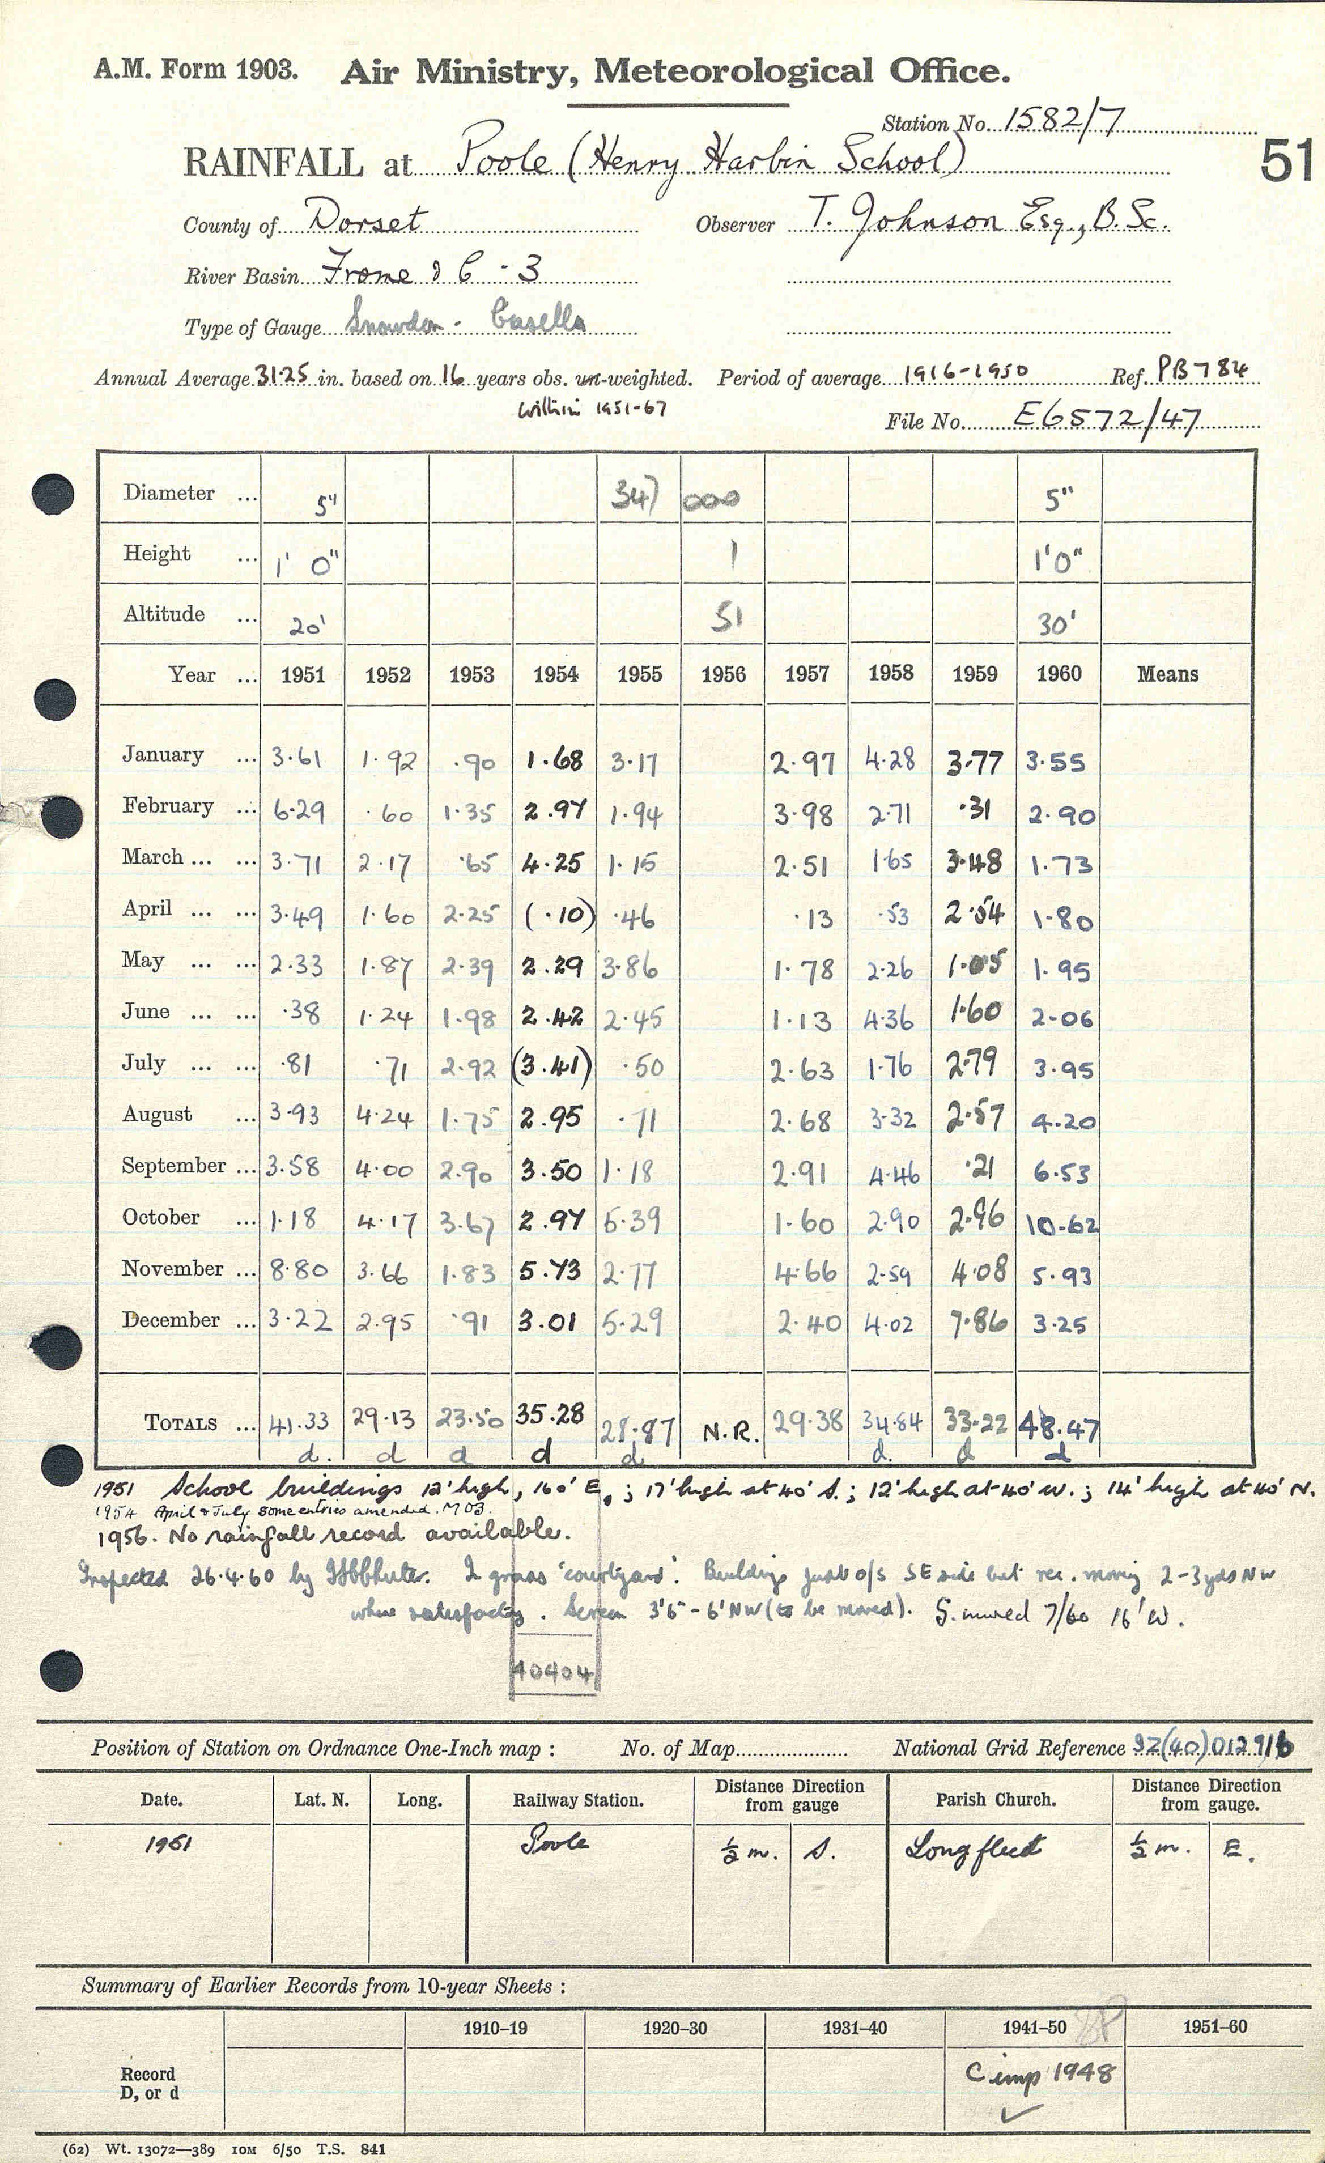 A.M. Form 1903. Air Ministry, Meteorological Office.
Station No. 1582/7
RAINFALL at Poole (Henry Harbin School) 51
County of Dorset Observer T. Johnson Esq., B.Sc.
River Basin Frome & C - 3
Type of Gauge Snowdon - Casella
Annual Average 31.25 in. based on 16 years obs. un-weighted. Period of average 1916-1950 Ref. PB784
within 1951-67
File No. E6572/47
Diameter ... 5" 347 000 5"
Height ... 1' 0" 1 1'0"
Altitude ... 20' 51 30'
Year ... 1951 1952 1953 1954 1955 1956 1957 1958 1959 1960 Means
January ... 3.61 1.92 .90 1.68 3.17 2.97 4.28 3.77 3.55
February ... 6.29 .60 1.35 2.97 1.94 3.98 2.71 .31 2.90
March ... ... 3.71 2.17 .65 4.25 1.15 2.51 1.65 3.48 1.73
April ... ... 3.49 1.60 2.25 (.10) .46 .13 .53 2.54 1.80
May ... ... 2.33 1.87 2.39 2.29 3.86 1.78 2.26 1.05 1.95
June ... ... .38 1.24 1.98 2.42 2.45 1.13 4.36 1.60 2.06
July ... ... .81 .71 2.92 (3.41) .50 2.63 1.76 2.79 3.95
August ... 3.93 4.24 1.75 2.95 .71 2.68 3.32 2.57 4.20
September ... 3.58 4.00 2.90 3.50 1.18 2.91 4.46 .21 6.53
October ... 1.18 4.17 3.67 2.97 5.39 1.60 2.90 2.96 10.62
November ... 8.80 3.66 1.83 5.73 2.77 4.66 2.59 4.08 5.93
December ... 3.22 2.95 .91 3.01 5.29 2.40 4.02 7.86 3.25
TOTALS ... 41.33 29.13 23.50 35.28 28.87 N.R. 29.38 34.84 33.22 48.47
d. d d d d d. d d
1951 School buildings 12' high, 160' E.; 17' high at 40' S.; 12' high at 40' W.; 14' high at 40' N.
1954 April & July some entries amended. M.O.3.
1956. No rainfall record available.
Inspected 26.4.60 by In grass 'courtyard'. Buildings just o/s SE side but rec. moving 2-3 yds NW
where satisfactory. Screen 3'6" - 6' NW (to be moved). G. moved 7/60 16' W.
40404
Position of Station on Ordnance One-Inch map : No. of Map National Grid Reference SZ(40)012916
Date. Lat. N. Long. Railway Station. Distance from gauge Direction Parish Church. Distance from gauge. Direction
1951 Poole ½ m. S. Longfleet ½ m. E.
Summary of Earlier Records from 10-year Sheets :
1910–19 1920–30 1931–40 1941–50 1951–60
Record D, or d C imp 1948
✓
(62) Wt. 13072—389 10M 6/50 T.S. 841